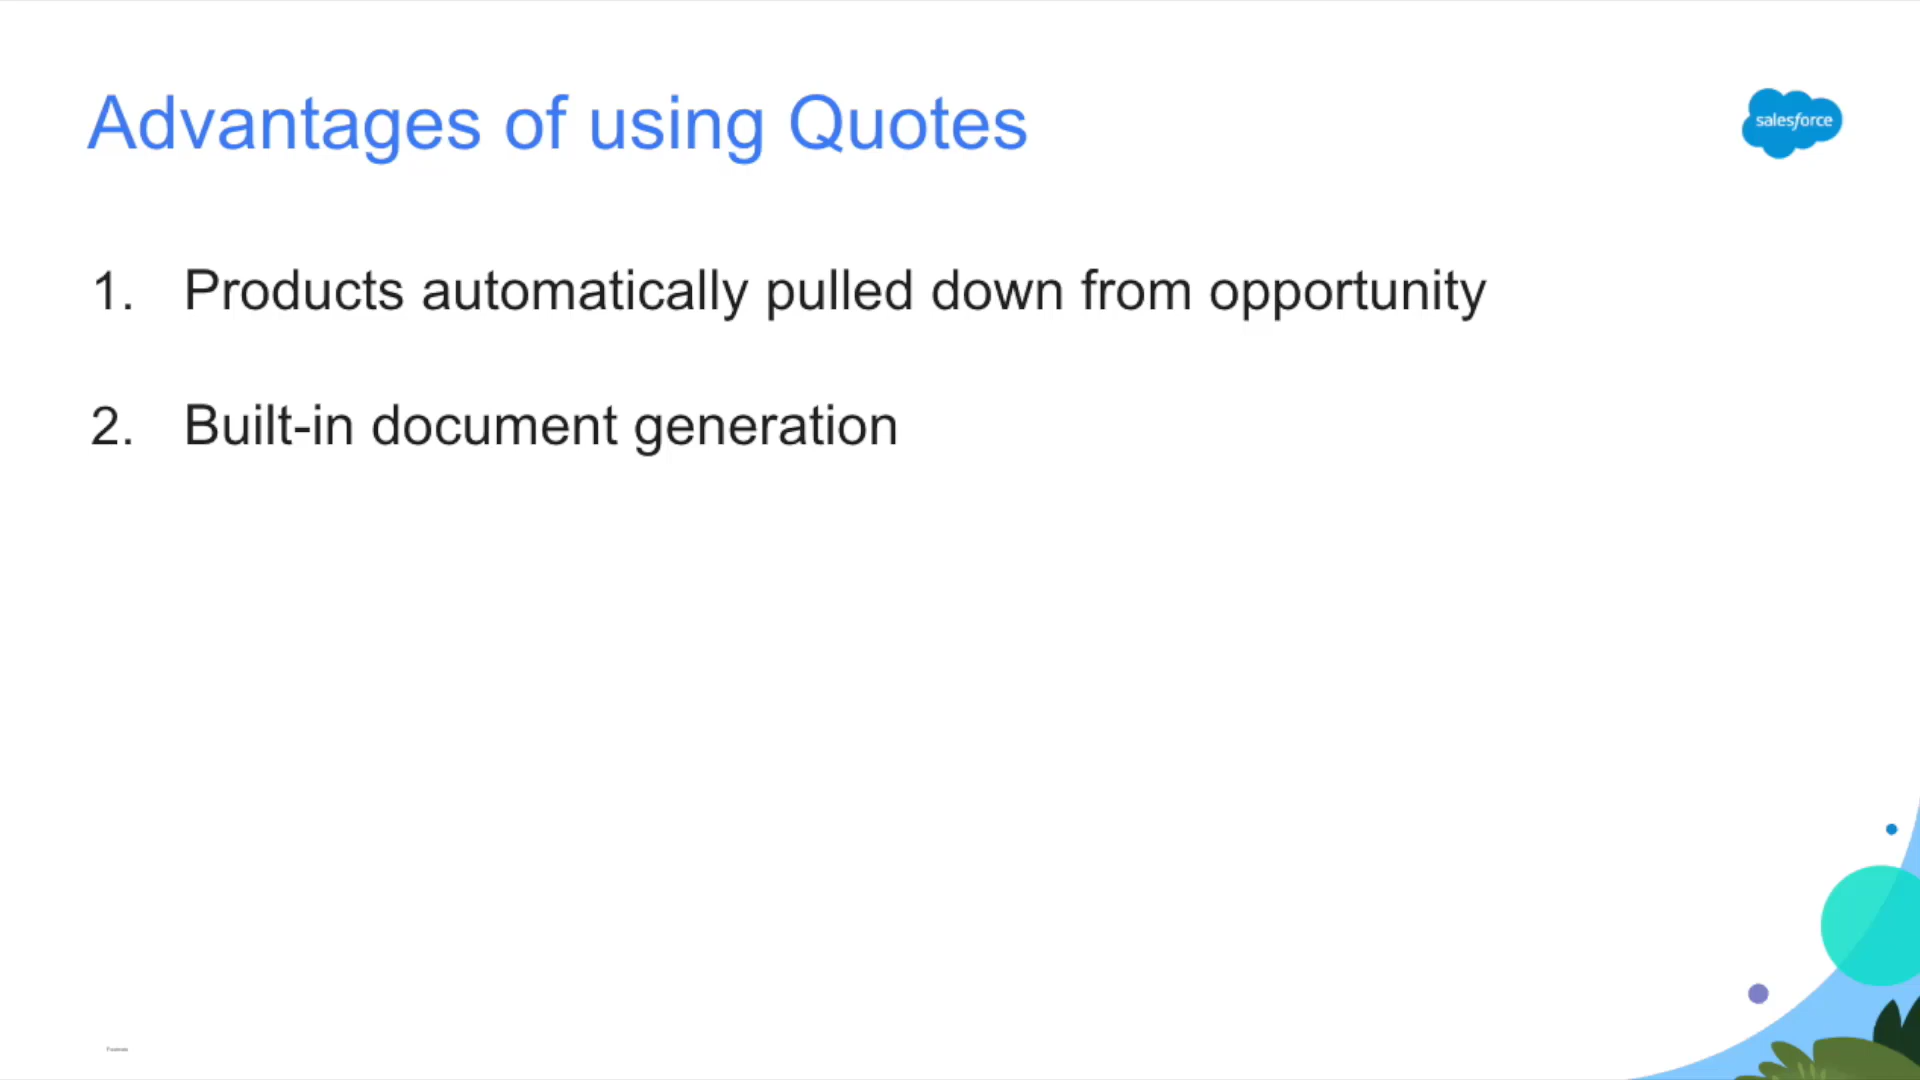 Advantages of using Quotes
salesforce
1. Products automatically pulled down from opportunity
2. Built-in document generation